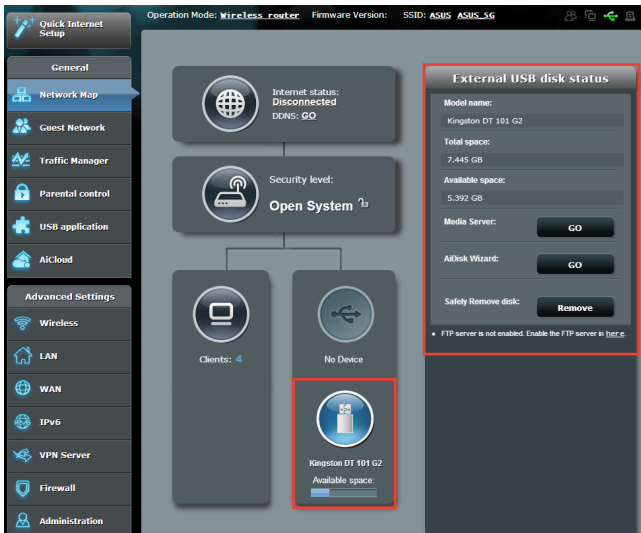 Quick Internet
Setup
Operation Mode: Wireless router Firmware Version: SSID: ASUS ASUS_5G
General
Network Map
Guest Network
Traffic Manager
Parental control
USB application
AiCloud
Advanced Settings
Wireless
LAN
WAN
IPv6
VPN Server
Firewall
Administration
Internet status:
Disconnected
DDNS: GO
Security level:
Open System
Clients: 4
No Device
Kingston DT 101 G2
Available space:
External USB disk status
Model name:
Kingston DT 101 G2
Total space:
7.445 GB
Available space:
5.392 GB
Media Server: GO
AiDisk Wizard: GO
Safely Remove disk: Remove
FTP server is not enabled. Enable the FTP server in here.